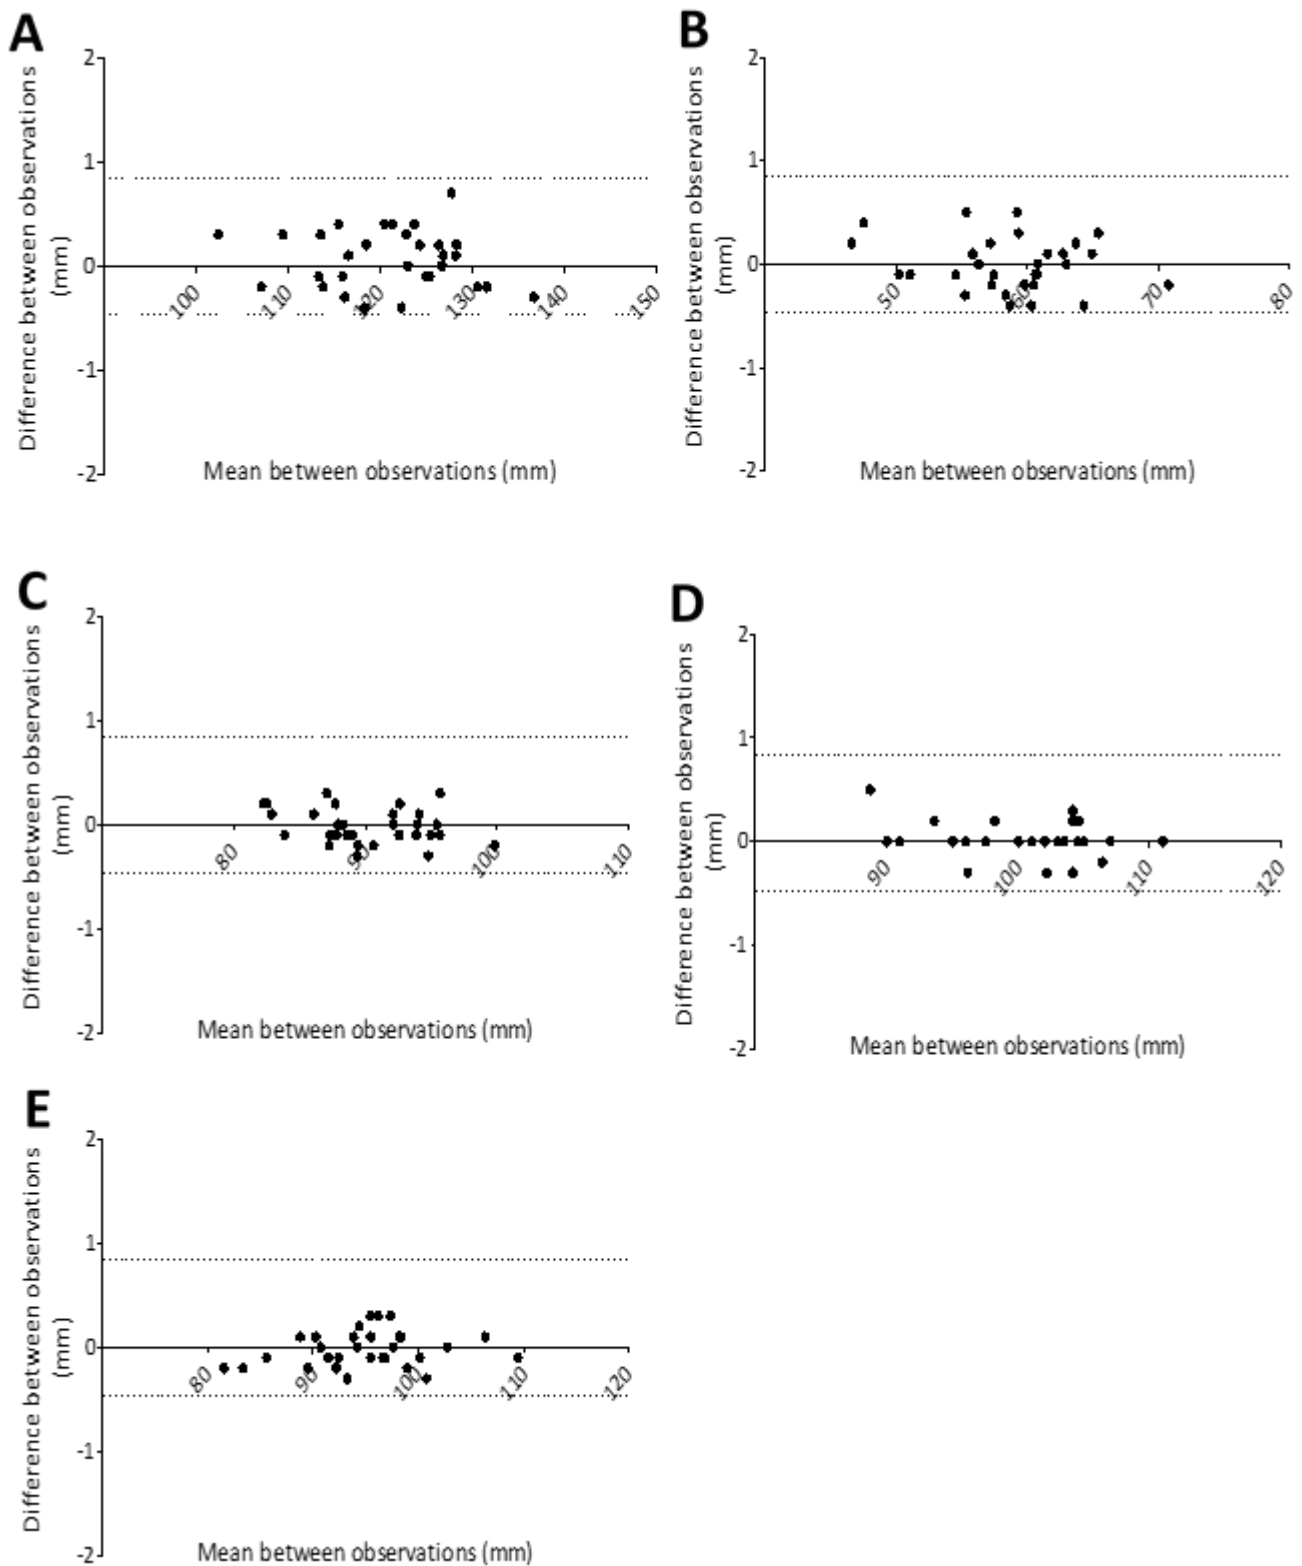 A
Difference between observations
(mm)
2
1
0
-1
-2
100
110
120
130
140
150
Mean between observations (mm)
B
Difference between observations
(mm)
2
1
0
-1
-2
50
60
70
80
Mean between observations (mm)
C
Difference between observations
(mm)
2
1
0
-1
-2
80
90
100
110
Mean between observations (mm)
D
Difference between observations
(mm)
2
1
0
-1
-2
90
100
110
120
Mean between observations (mm)
E
Difference between observations
(mm)
2
1
0
-1
-2
80
90
100
110
120
Mean between observations (mm)